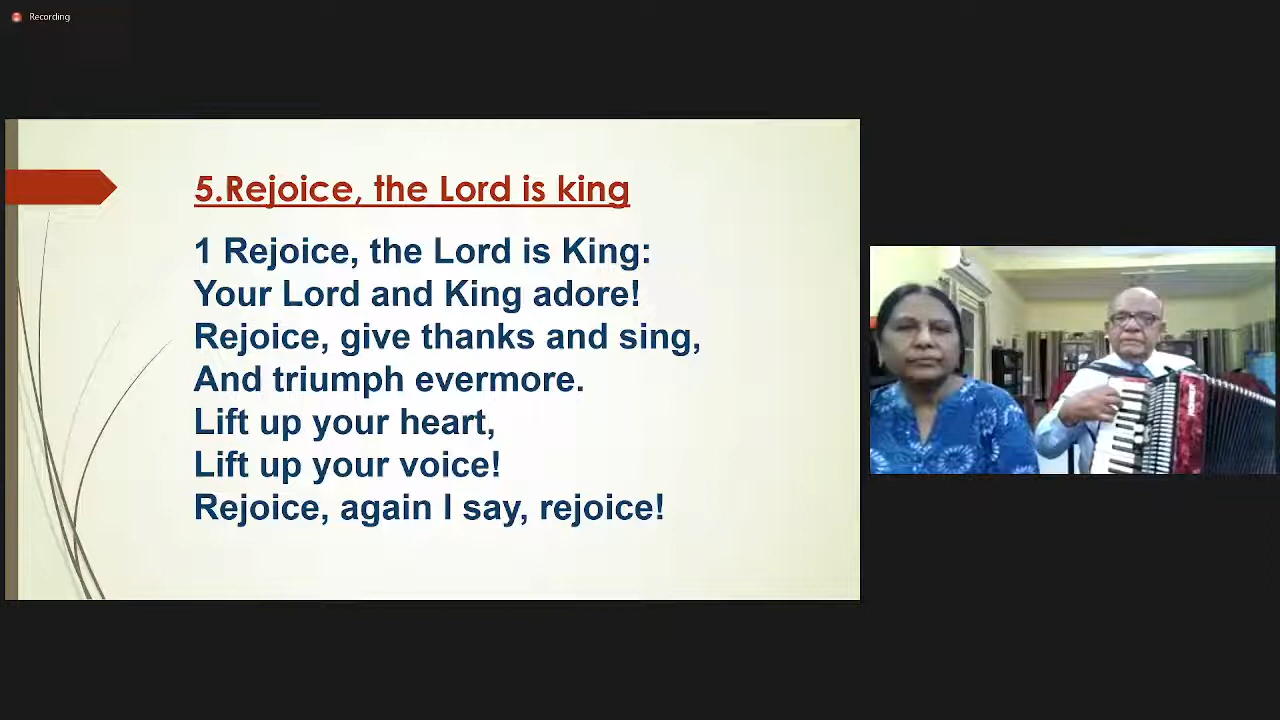 Recording
5.Rejoice, the Lord is king
1 Rejoice, the Lord is King:
Your Lord and King adore!
Rejoice, give thanks and sing,
And triumph evermore.
Lift up your heart,
Lift up your voice!
Rejoice, again I say, rejoice!